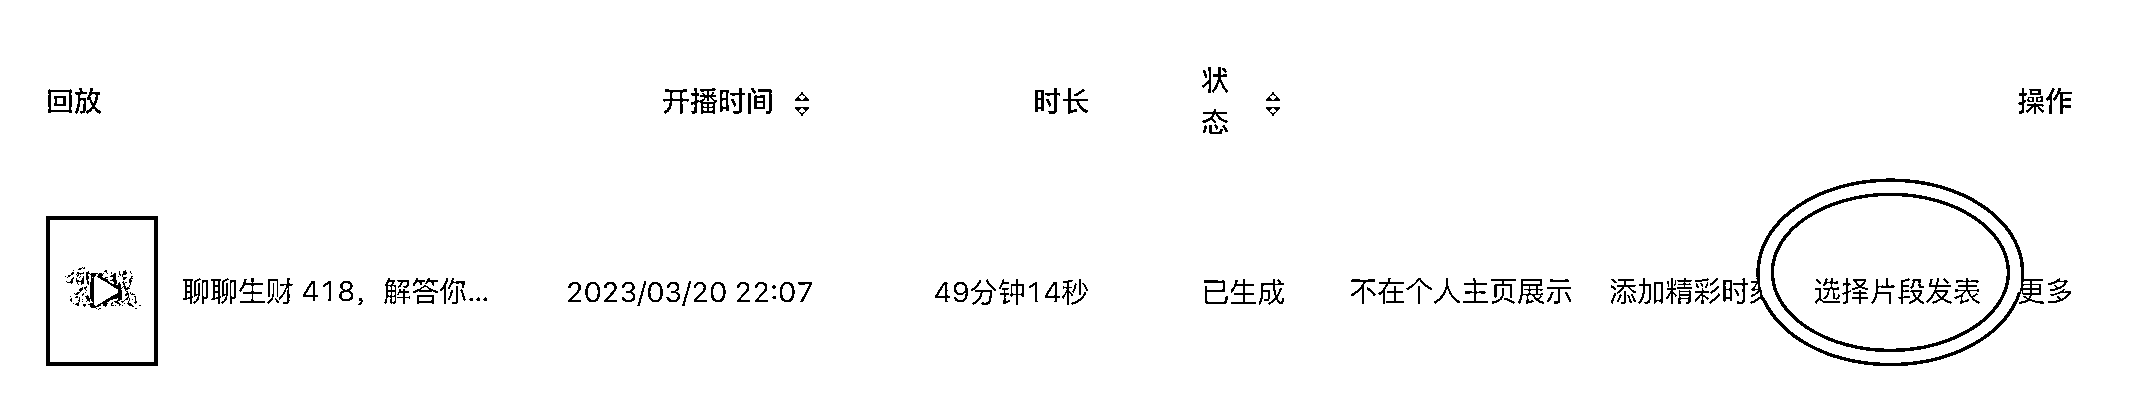 回放 开播时间 时长 状态 操作
聊聊生财 418，解答你... 2023/03/20 22:07 49分钟14秒 已生成 不在个人主页展示 添加精彩时刻 选择片段发表 更多